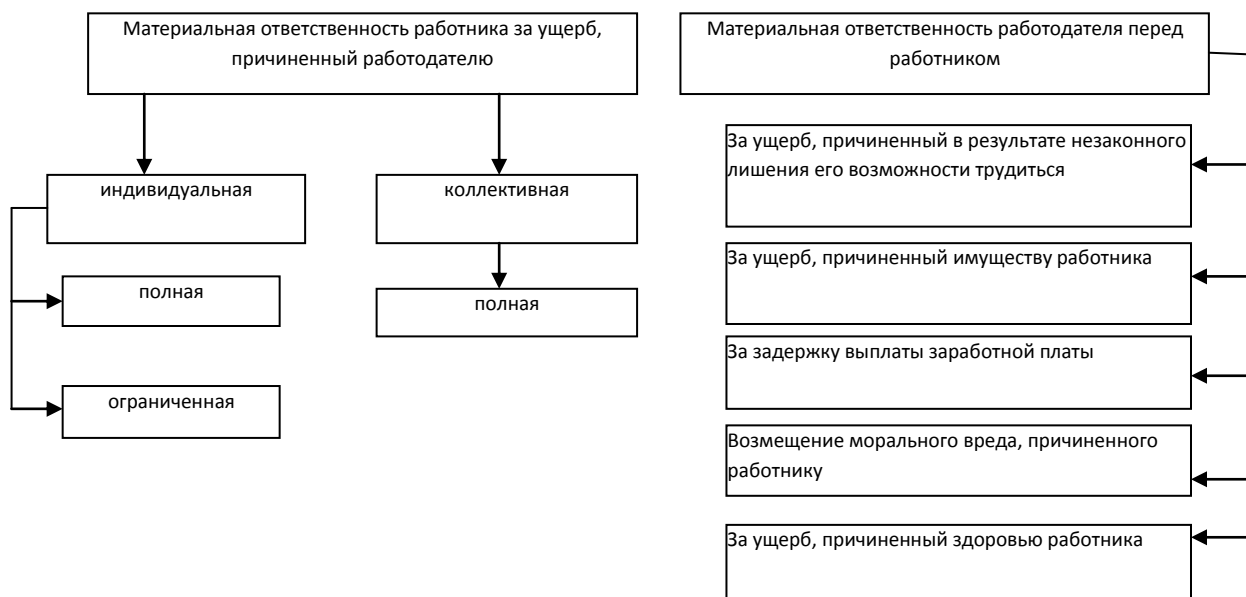 Материальная ответственность работника за ущерб,
причиненный работодателю
индивидуальная
коллективная
полная
полная
ограниченная
Материальная ответственность работодателя перед
работником
За ущерб, причиненный в результате незаконного
лишения его возможности трудиться
За ущерб, причиненный имуществу работника
За задержку выплаты заработной платы
Возмещение морального вреда, причиненного
работнику
За ущерб, причиненный здоровью работника